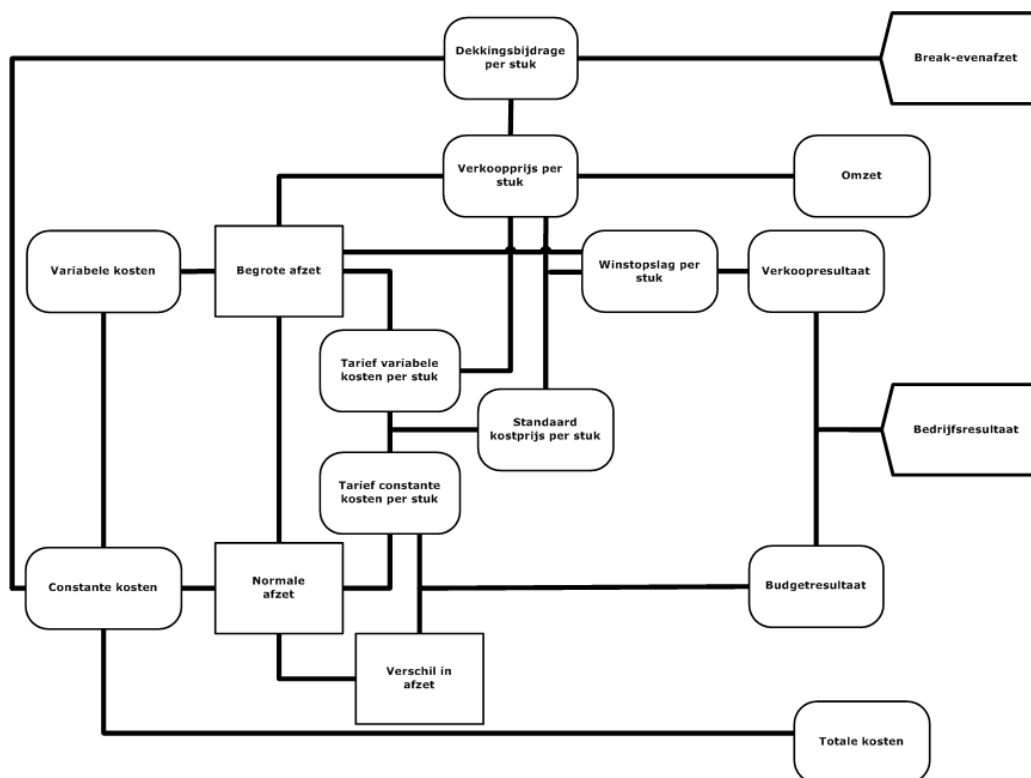 Dekkingsbijdrage
per stuk
Break-evenafzet
Verkoopprijs per
stuk
Omzet
Variabele kosten
Begrote afzet
Winstopslag per
stuk
Verkoopresultaat
Tarief variabele
kosten per stuk
Standaard
kostprijs per stuk
Bedrijfsresultaat
Tarief constante
kosten per stuk
Constante kosten
Normale
afzet
Budgetresultaat
Verschil in
afzet
Totale kosten